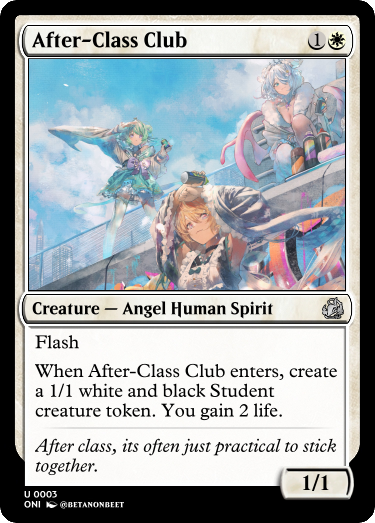 After-Class Club 1
Creature — Angel Human Spirit
Flash
When After-Class Club enters, create
a 1/1 white and black Student
creature token. You gain 2 life.
After class, its often just practical to stick
together.
1/1
U 0003
ONI @BETANONBEET